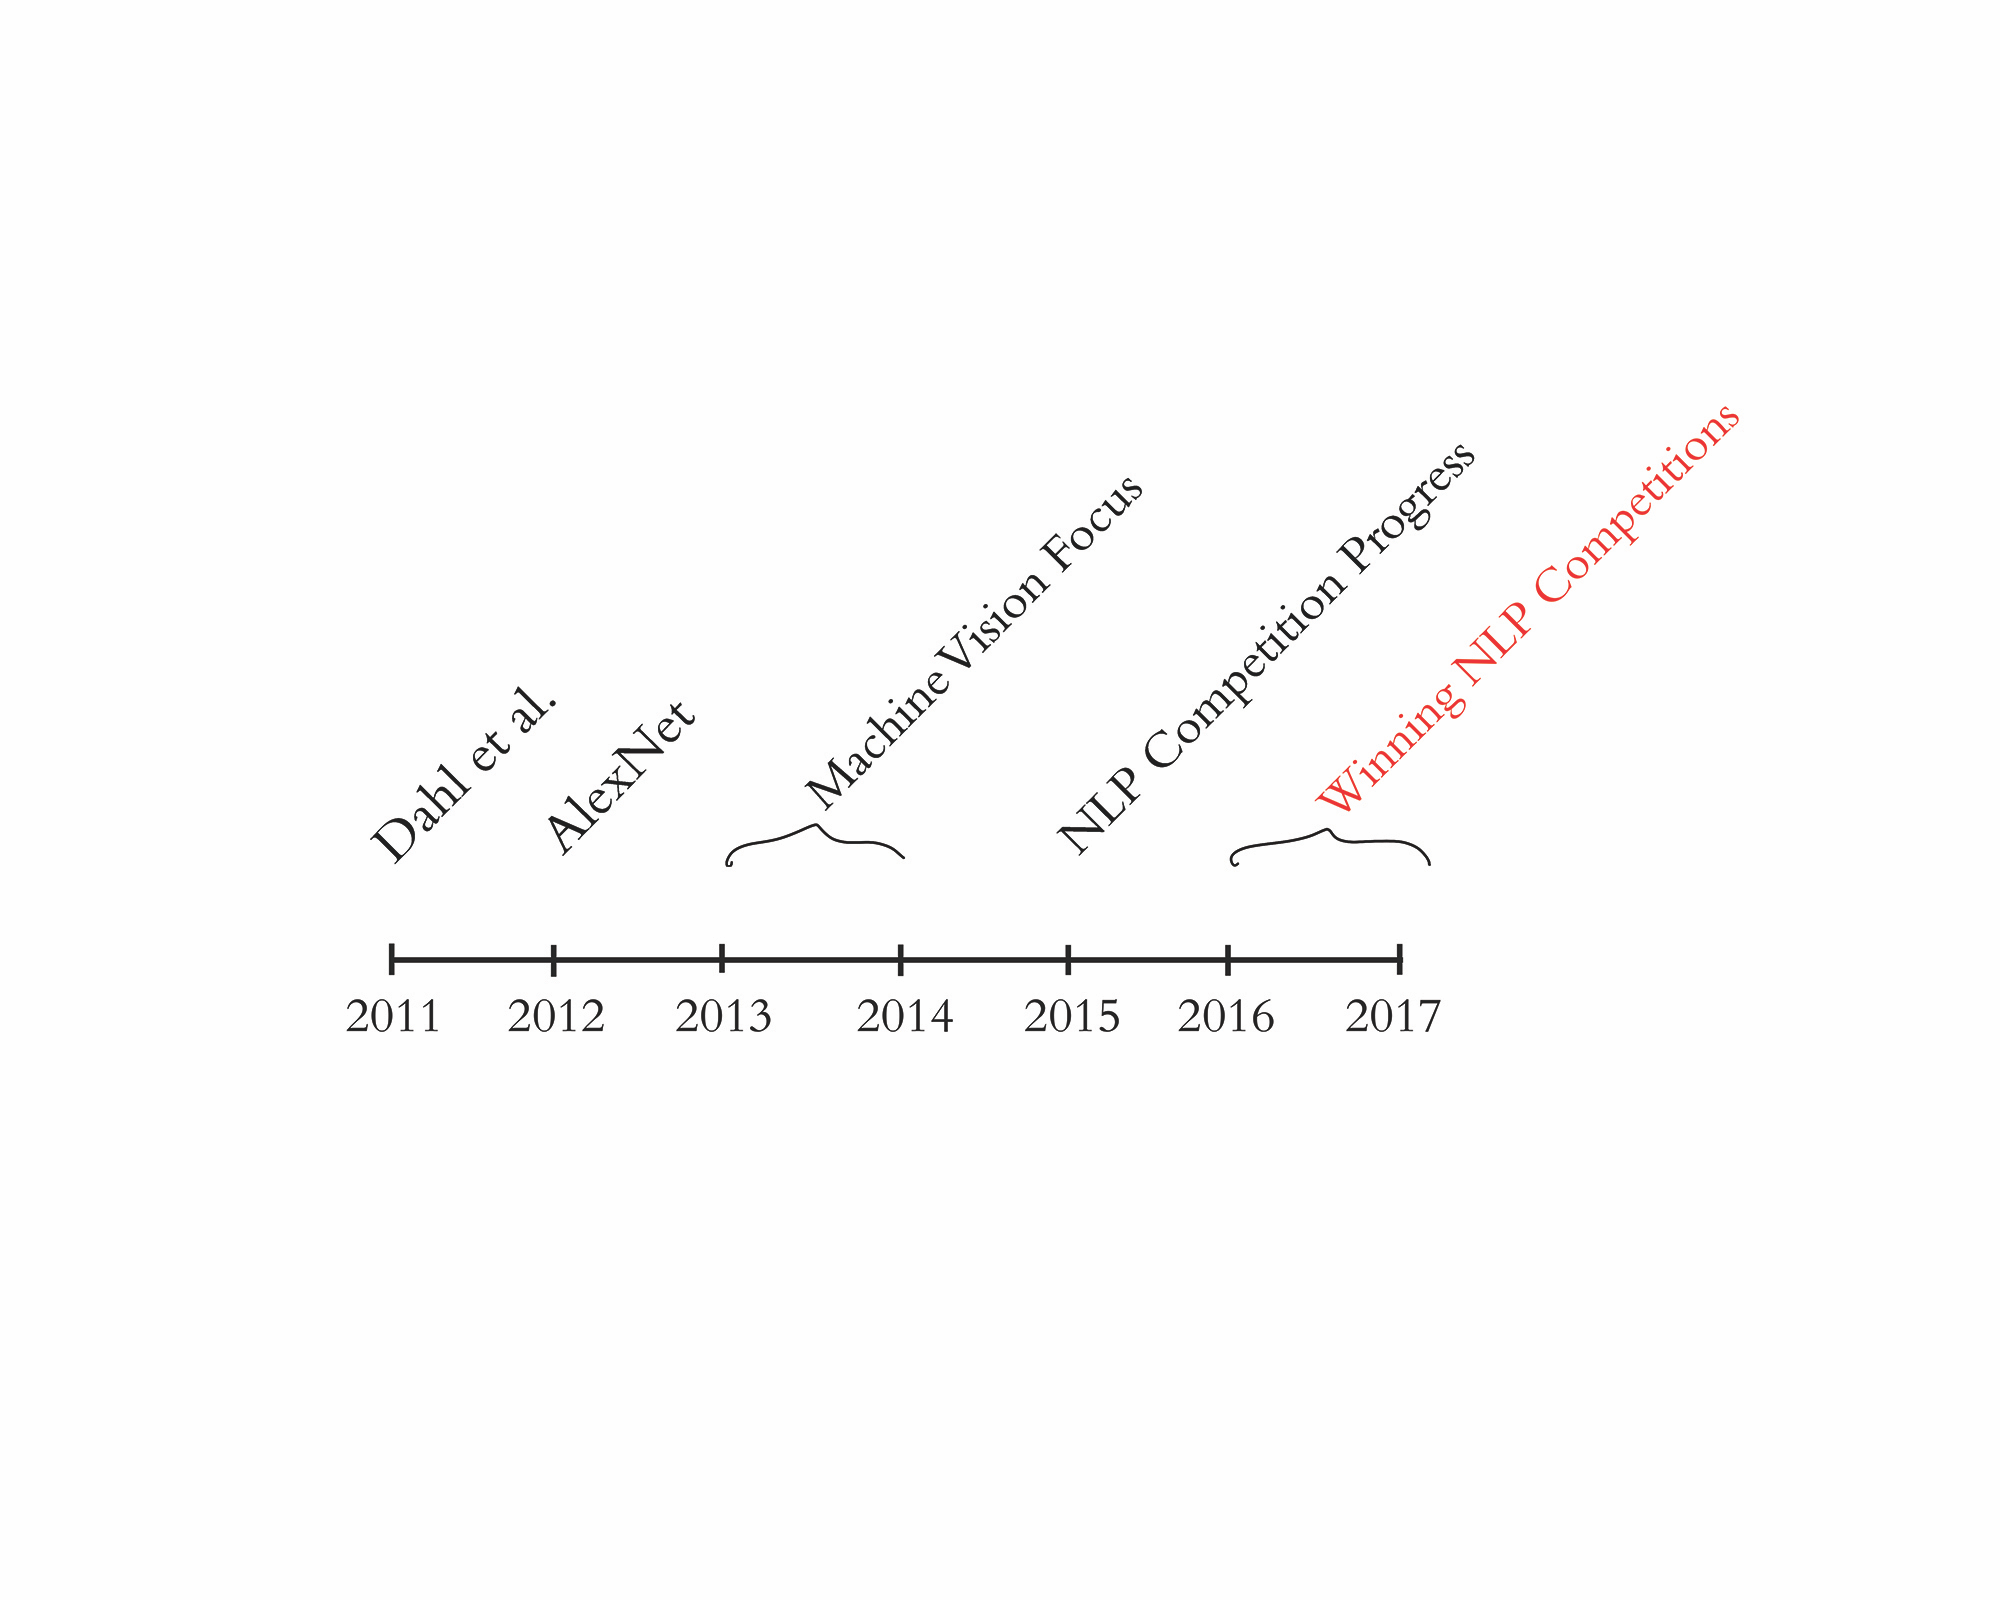 Dahl et al.
AlexNet
Machine Vision Focus
NLP Competition Progress
Winning NLP Competitions
2011
2012
2013
2014
2015
2016
2017